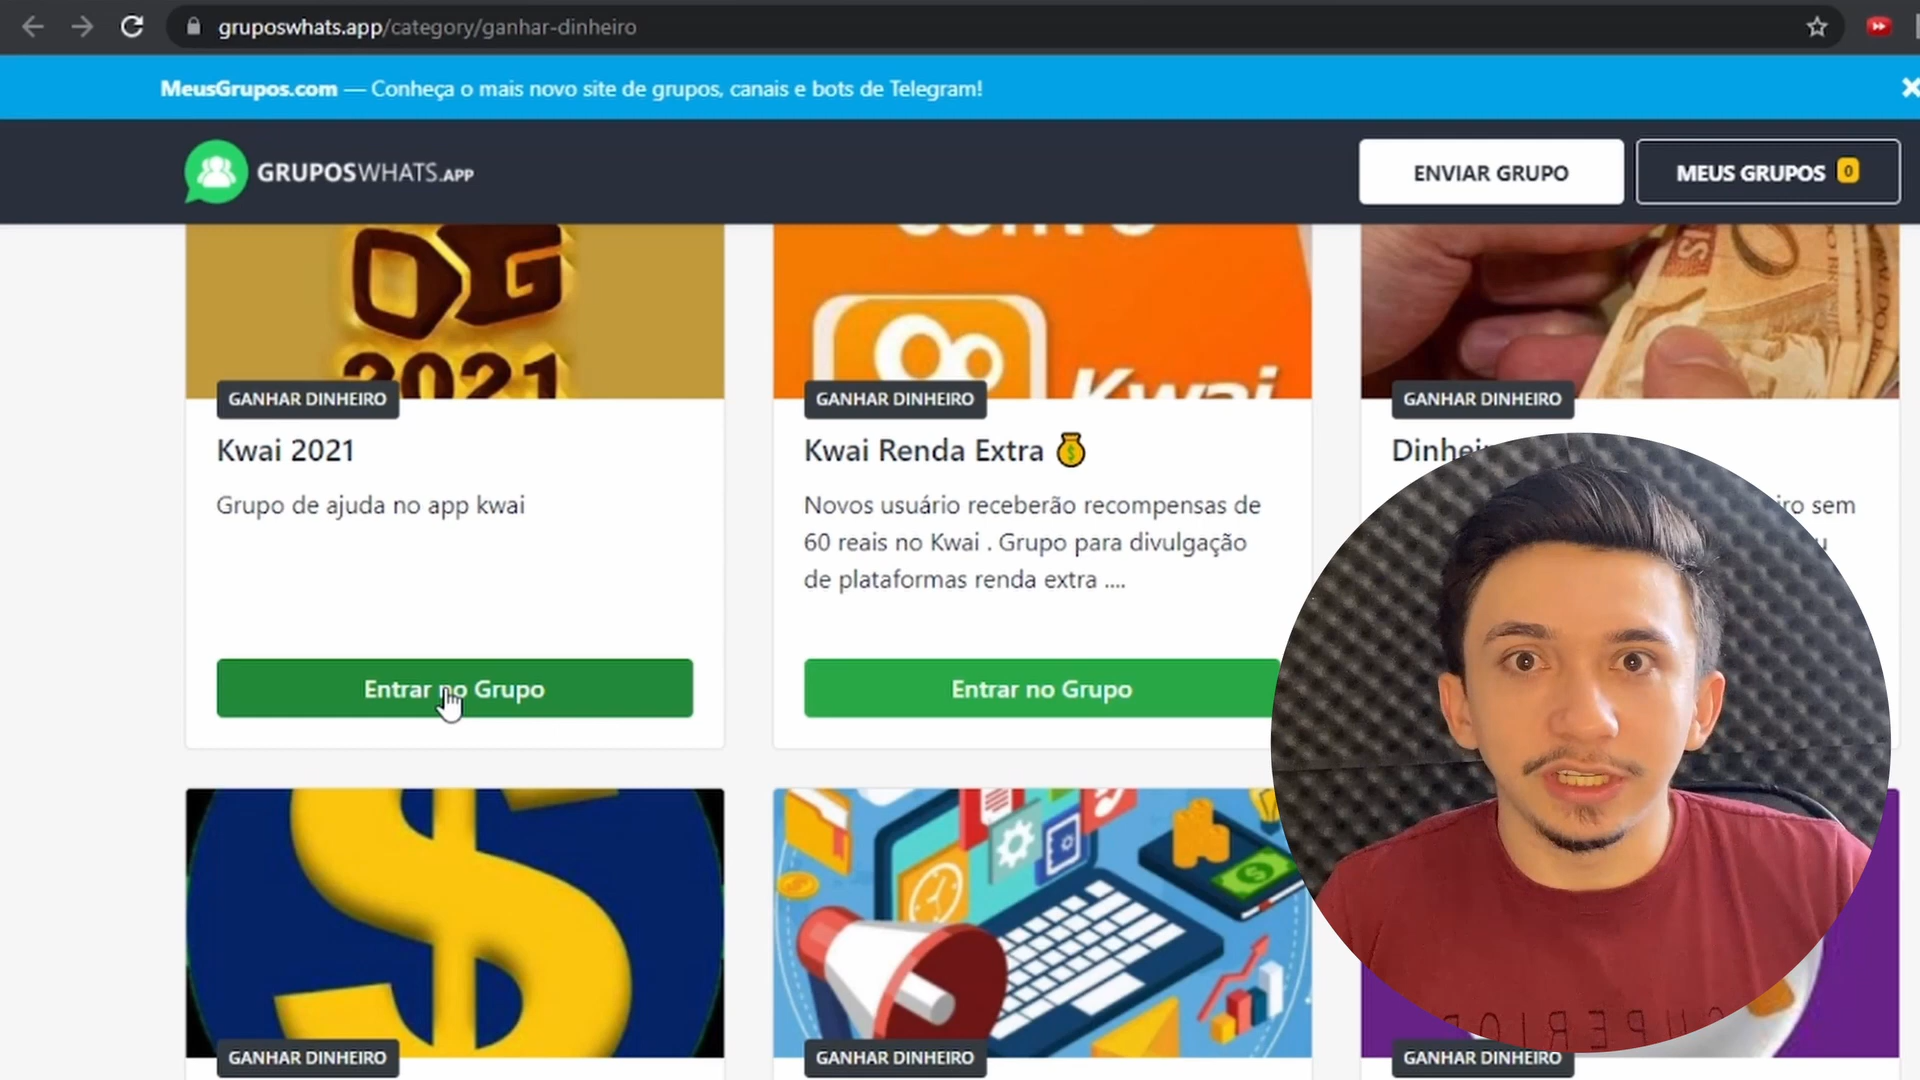 gruposwhats.app/category/ganhar-dinheiro
MeusGrupos.com — Conheça o mais novo site de grupos, canais e bots de Telegram!
GRUPOSWHATS.APP
ENVIAR GRUPO
MEUS GRUPOS 0
OG
2021
Kwai
GANHAR DINHEIRO
GANHAR DINHEIRO
GANHAR DINHEIRO
Kwai 2021
Kwai Renda Extra
Grupo de ajuda no app kwai
Novos usuário receberão recompensas de
60 reais no Kwai . Grupo para divulgação
de plataformas renda extra ....
sem
Entrar no Grupo
Entrar no Grupo
$
SUPERIOR
GANHAR DINHEIRO
GANHAR DINHEIRO
GANHAR DINHEIRO